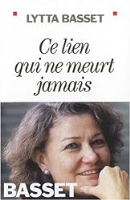 LYTTA BASSET
Ce lien
qui ne meurt
jamais
BASSET